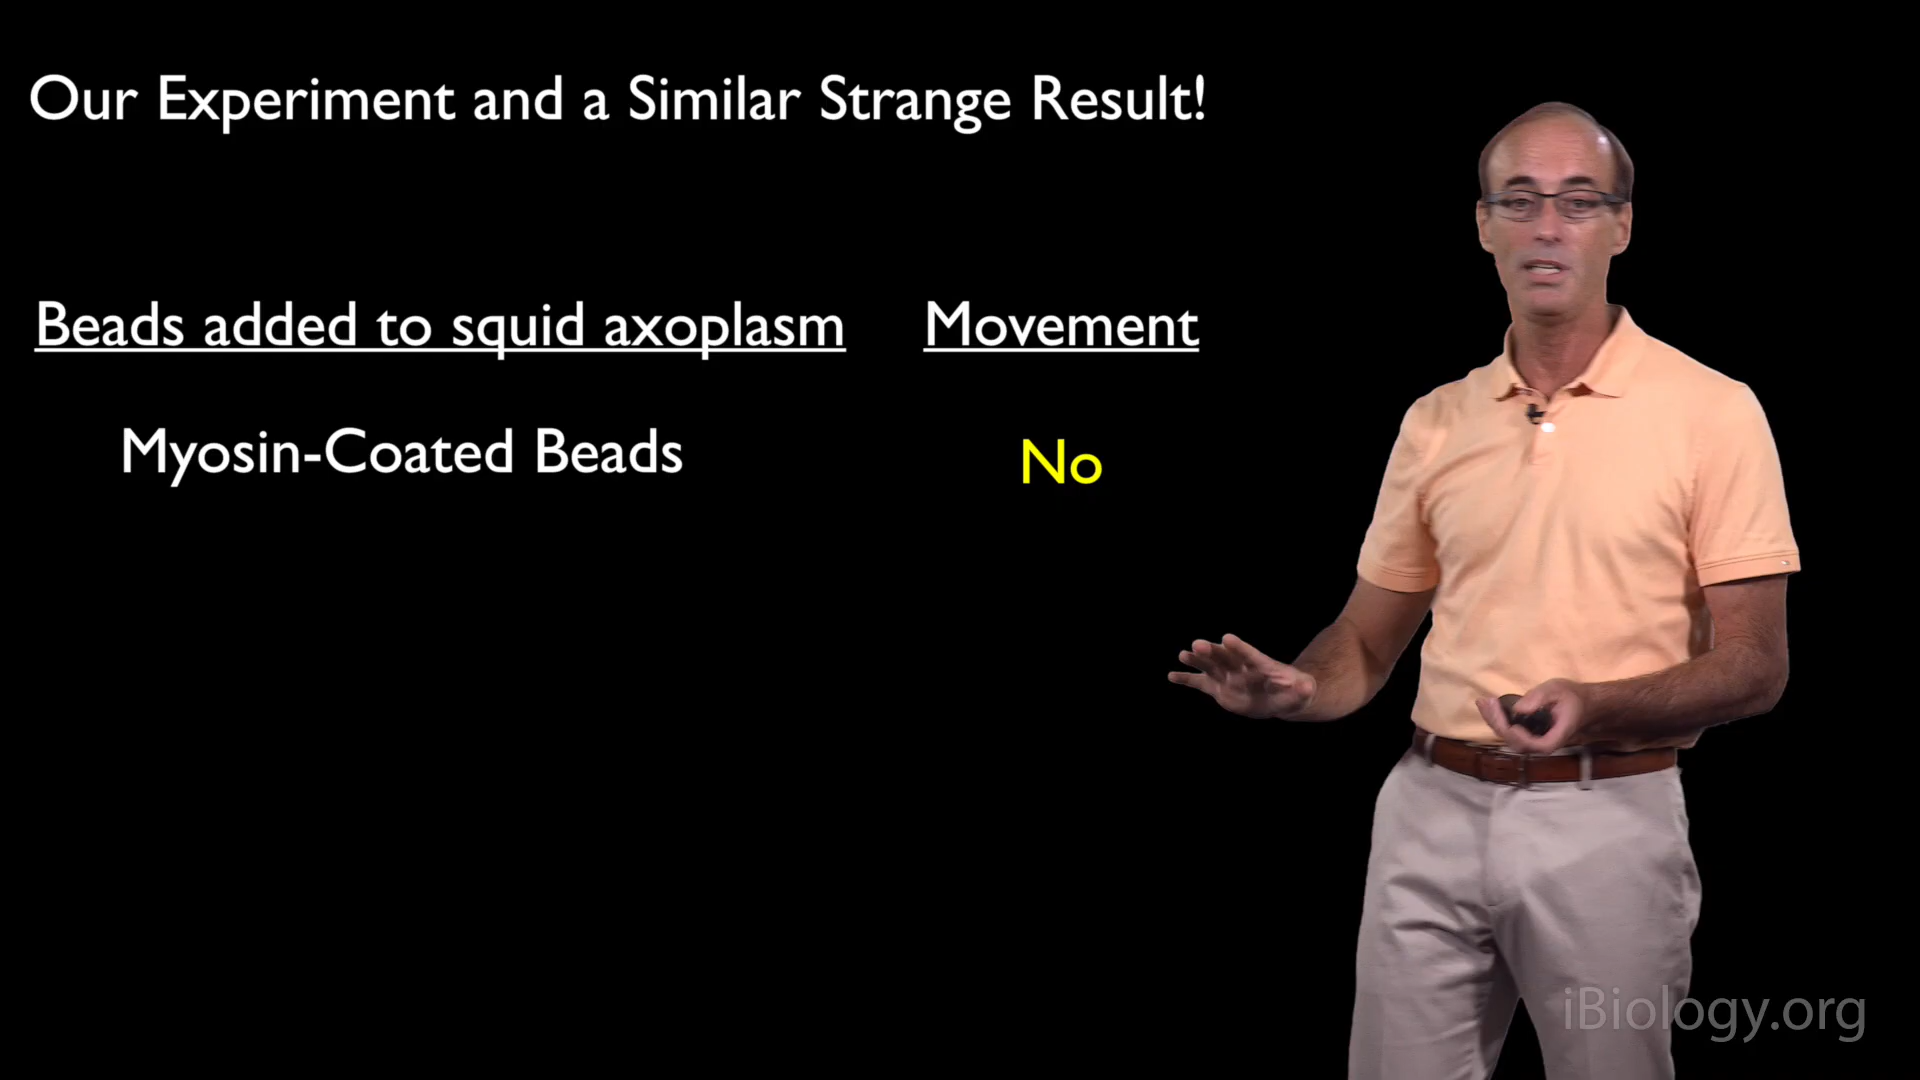 Our Experiment and a Similar Strange Result!
Beads added to squid axoplasm Movement
Myosin-Coated Beads No
iBiology.org